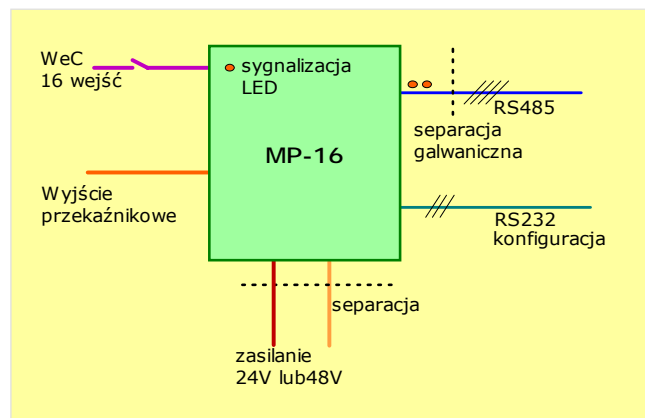 WeC
16 wejść
sygnalizacja
LED
MP-16
RS485
separacja
galwaniczna
Wyjście
przekaźnikowe
RS232
konfiguracja
separacja
zasilanie
24V lub48V